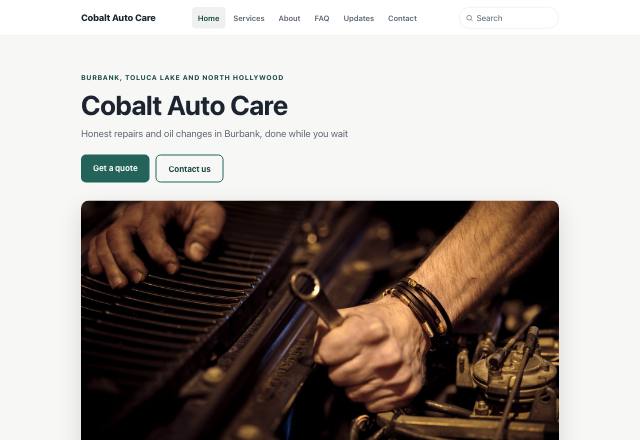 Cobalt Auto Care
Home
Services
About
FAQ
Updates
Contact
Search
BURBANK, TOLUCA LAKE AND NORTH HOLLYWOOD
Cobalt Auto Care
Honest repairs and oil changes in Burbank, done while you wait
Get a quote
Contact us